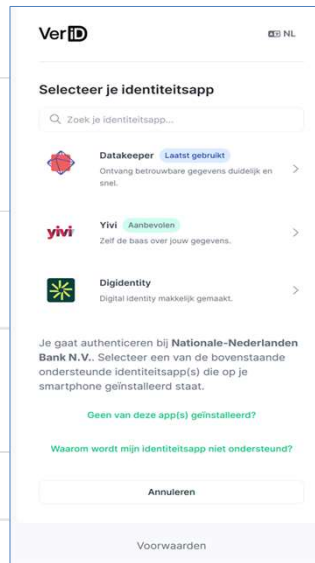 VeriD
NL
Selecteer je identiteitsapp
Zoek je identiteitsapp...
Datakeeper Laatst gebruikt
Ontvang betrouwbare gegevens duidelijk en
snel.
yivi
Yivi Aanbevolen
Zelf de baas over jouw gegevens.
Digidentity
Digital identity makkelijk gemaakt.
Je gaat authenticeren bij Nationale-Nederlanden
Bank N.V.. Selecteer een van de bovenstaande
ondersteunde identiteitsapp(s) die op je
smartphone geïnstalleerd staat.
Geen van deze app(s) geïnstalleerd?
Waarom wordt mijn identiteitsapp niet ondersteund?
Annuleren
Voorwaarden